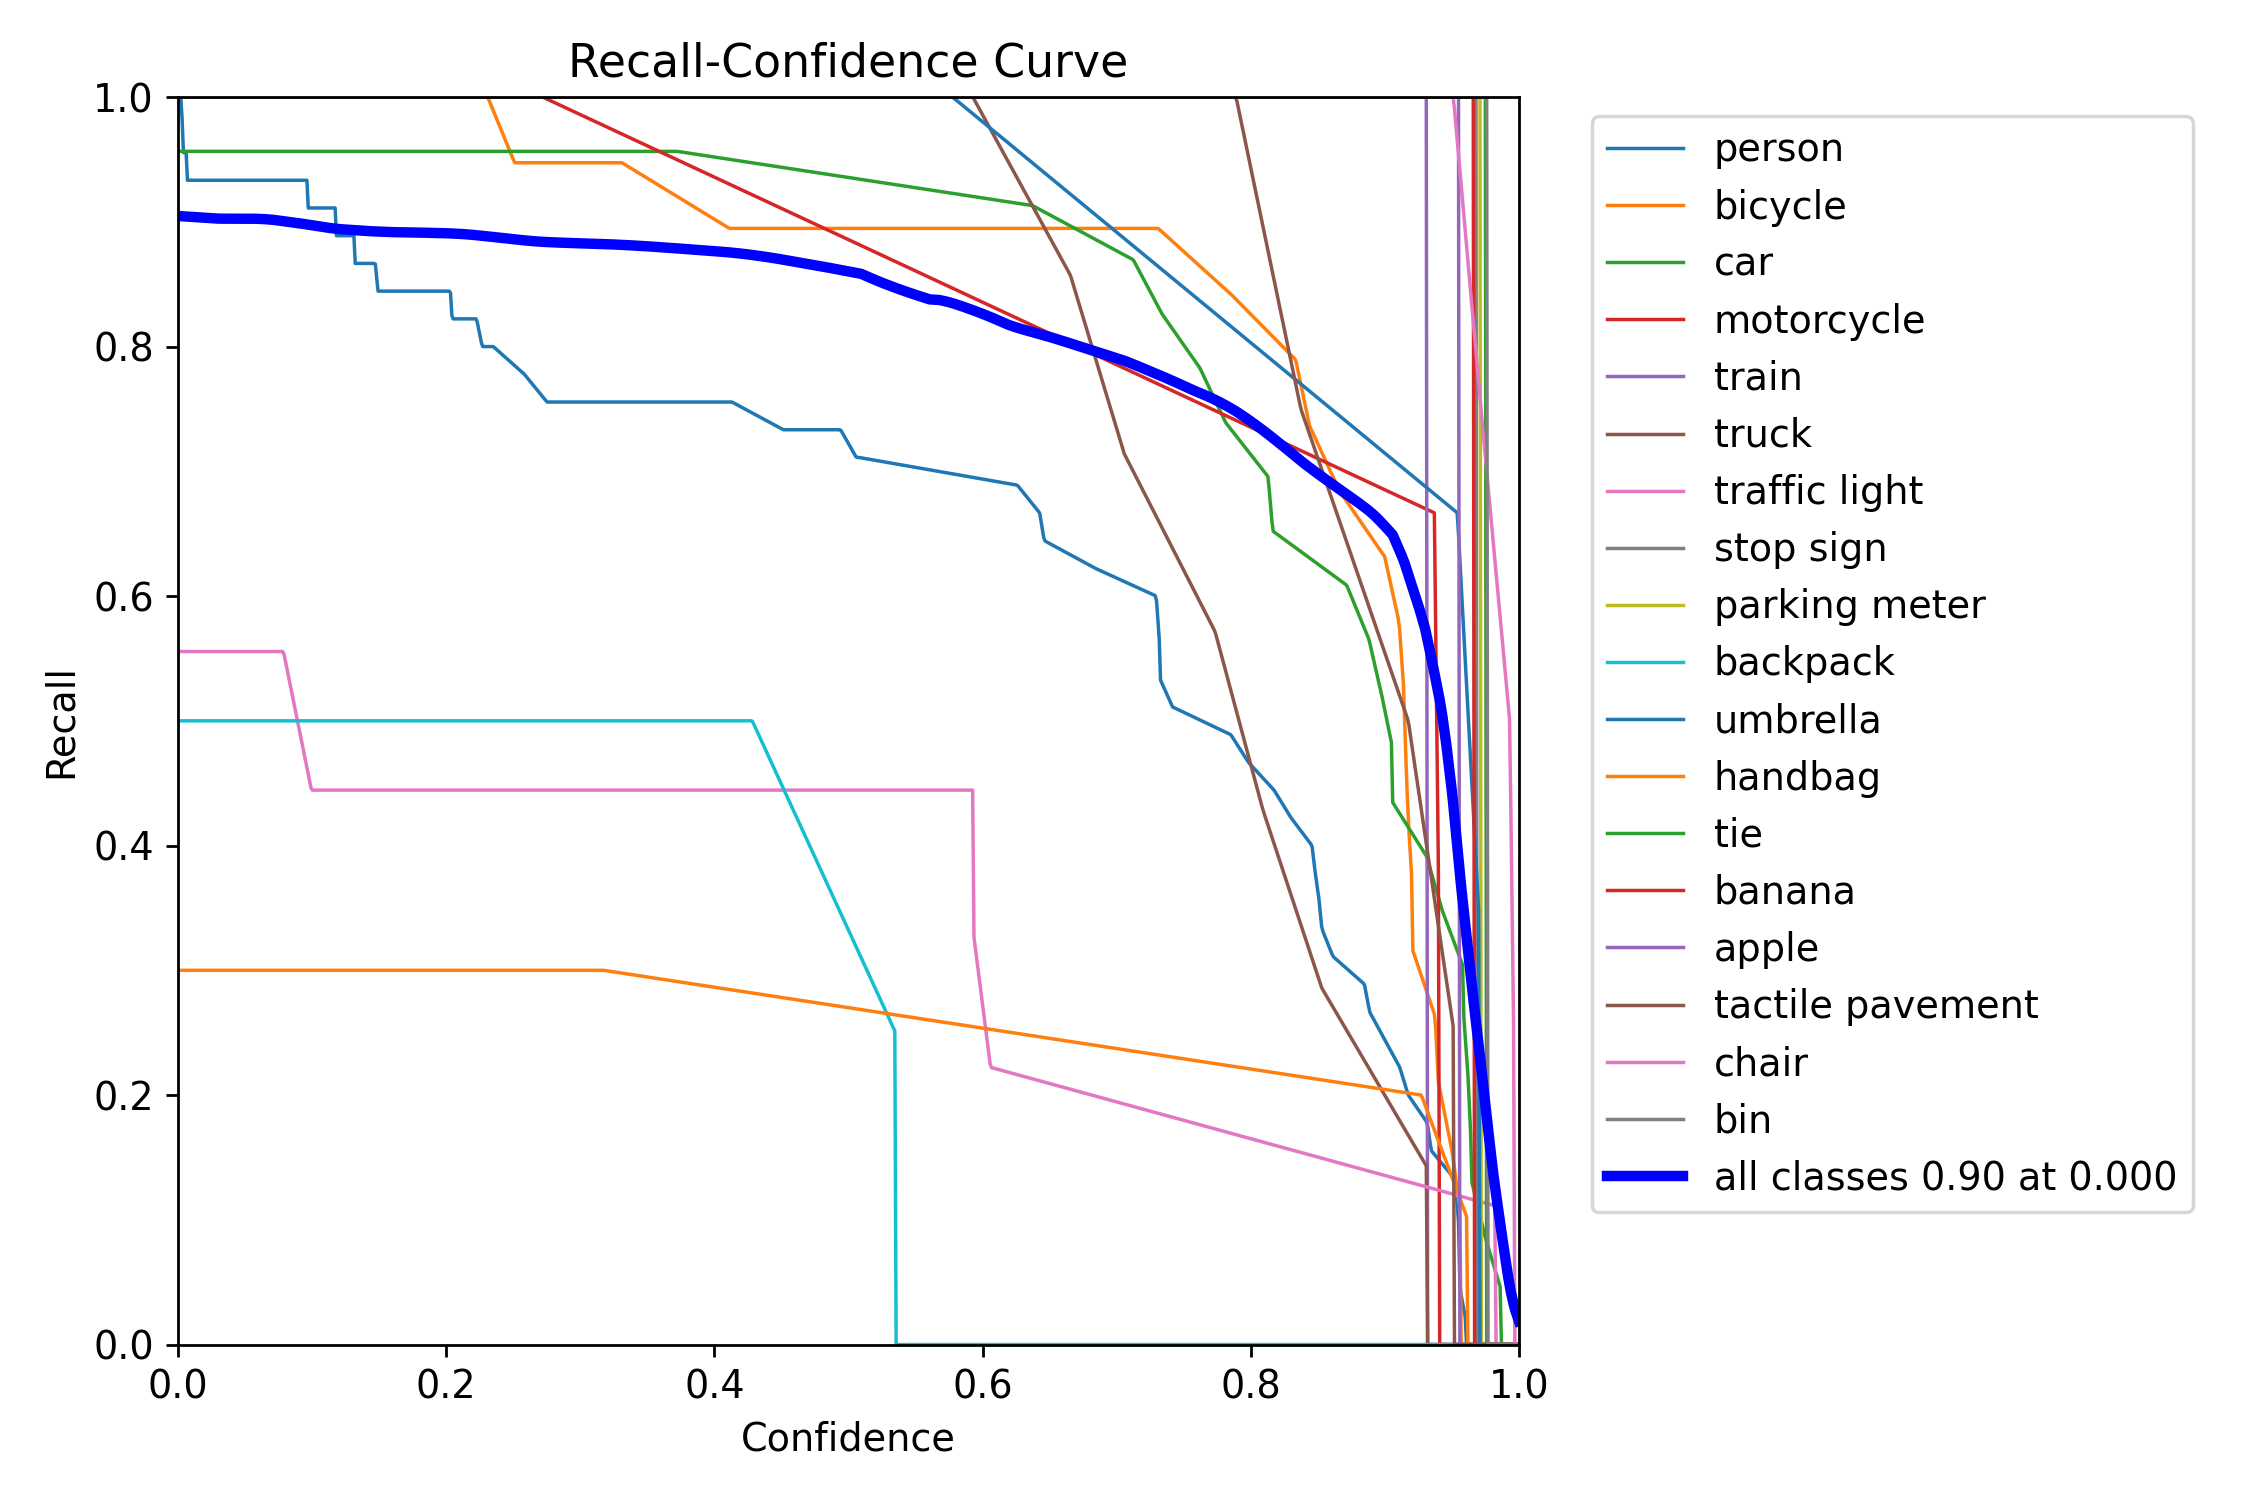 Recall-Confidence Curve
1.0
0.8
0.6
0.4
0.2
0.0
Recall
0.0 0.2 0.4 0.6 0.8 1.0
Confidence
person
bicycle
car
motorcycle
train
truck
traffic light
stop sign
parking meter
backpack
umbrella
handbag
tie
banana
apple
tactile pavement
chair
bin
all classes 0.90 at 0.000